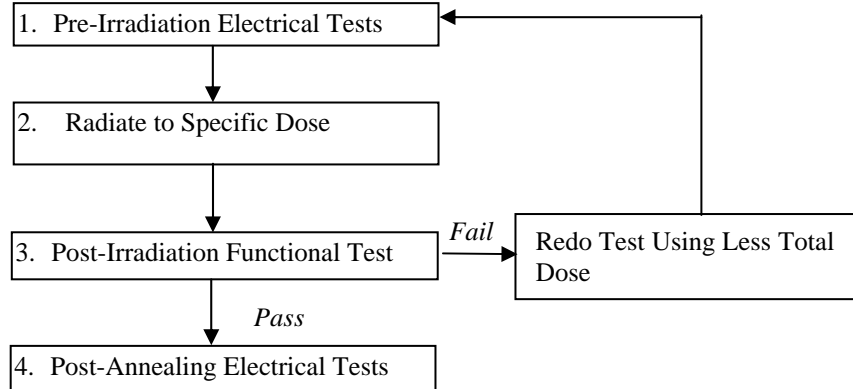 1. Pre-Irradiation Electrical Tests
2. Radiate to Specific Dose
3. Post-Irradiation Functional Test
Fail
Redo Test Using Less Total
Dose
Pass
4. Post-Annealing Electrical Tests